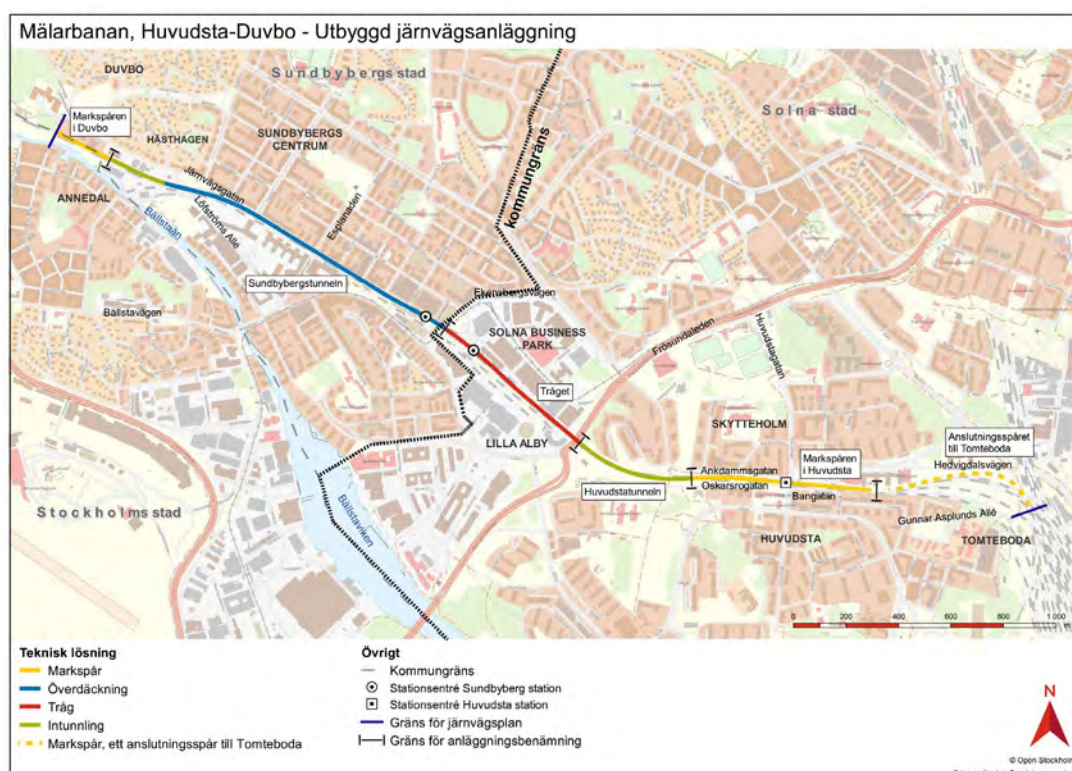 Mälarbanan, Huvudsta-Duvbo - Utbyggd järnvägsanläggning
DUVBO
Sundbybergs stad
Solna stad
Markspåren
i Duvbo
HÄSTHAGEN
SUNDBYBERGS
CENTRUM
kommungräns
ANNEDAL
Järnvägsgatan
Löfströms Allé
Esplanaden
Bällstaån
Sundbybergstunneln
Ekensbergsvägen
Bällstavägen
SOLNA BUSINESS
PARK
Frösundaleden
Huvudstagatan
Tråget
LILLA ALBY
SKYTTEHOLM
Anslutningsspåret
till Tomteboda
Markspåren
i Huvudsta
Hedvigdalsvägen
Ankdammsgatan
Huvudstatunneln
Oskarsrogatan
Bangatan
Stockholms stad
Bällstaviken
Gunnar Asplunds Allé
HUVUDSTA
TOMTEBODA
0 200 400 600 800 1 000
m
Teknisk lösning
Markspår
Överdäckning
Tråg
Intunnling
Markspår, ett anslutningsspår till Tomteboda
Övrigt
Kommungräns
Stationsentré Sundbyberg station
Stationsentré Huvudsta station
Gräns för järnvägsplan
Gräns för anläggningsbenämning
N
© Open Stockholm